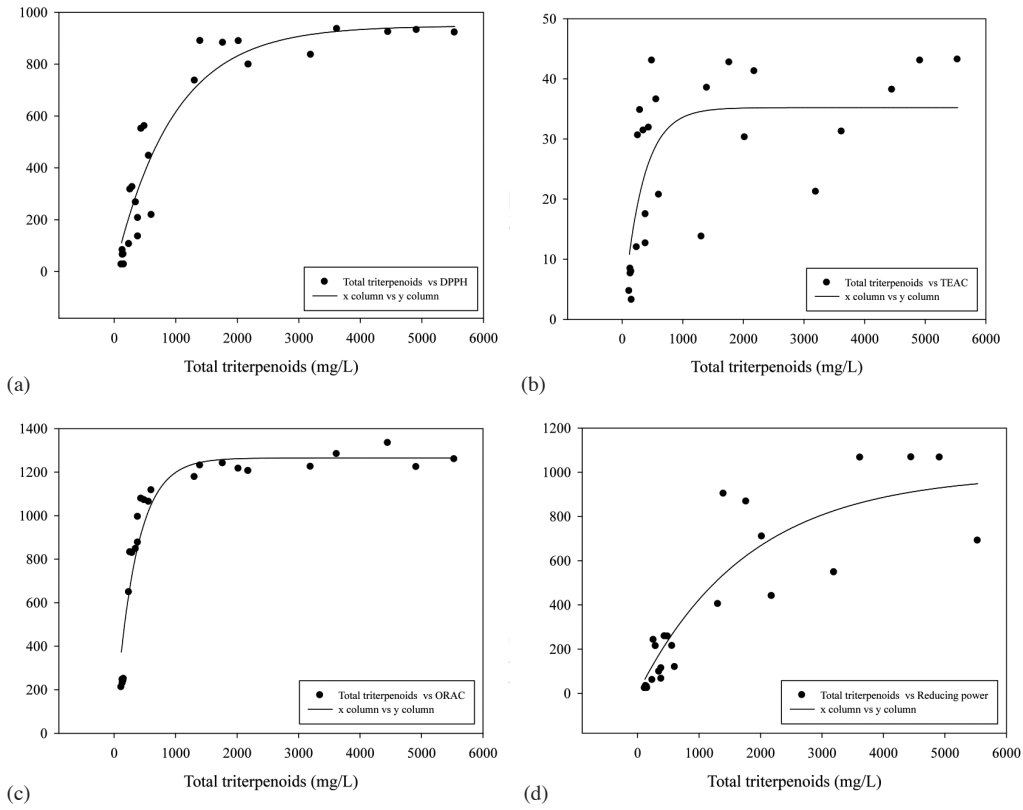 1000
800
600
400
200
0
0 1000 2000 3000 4000 5000 6000
Total triterpenoids vs DPPH
x column vs y column
Total triterpenoids (mg/L)
(a)
50
40
30
20
10
0
0 1000 2000 3000 4000 5000 6000
Total triterpenoids vs TEAC
x column vs y column
Total triterpenoids (mg/L)
(b)
1400
1200
1000
800
600
400
200
0
0 1000 2000 3000 4000 5000 6000
Total triterpenoids vs ORAC
x column vs y column
Total triterpenoids (mg/L)
(c)
1200
1000
800
600
400
200
0
0 1000 2000 3000 4000 5000 6000
Total triterpenoids vs Reducing power
x column vs y column
Total triterpenoids (mg/L)
(d)